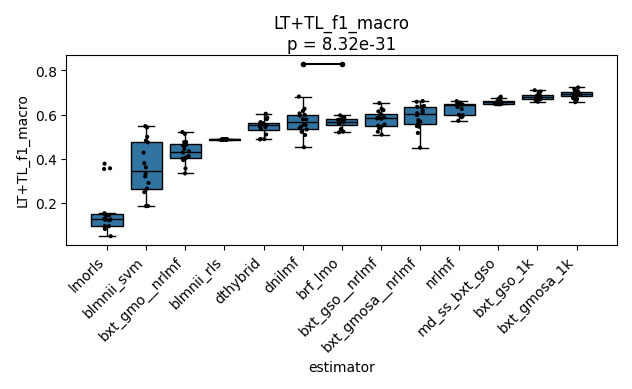 LT+TL_f1_macro
p = 8.32e-31
LT+TL_f1_macro
0.8
0.6
0.4
0.2
lmorls
blmnii_svm
bxt_gmo__nrlmf
blmnii_rls
dthybrid
dnilmf
brf_lmo
bxt_gso__nrlmf
bxt_gmosa__nrlmf
nrlmf
md_ss_bxt_gso
bxt_gso_1k
bxt_gmosa_1k
estimator